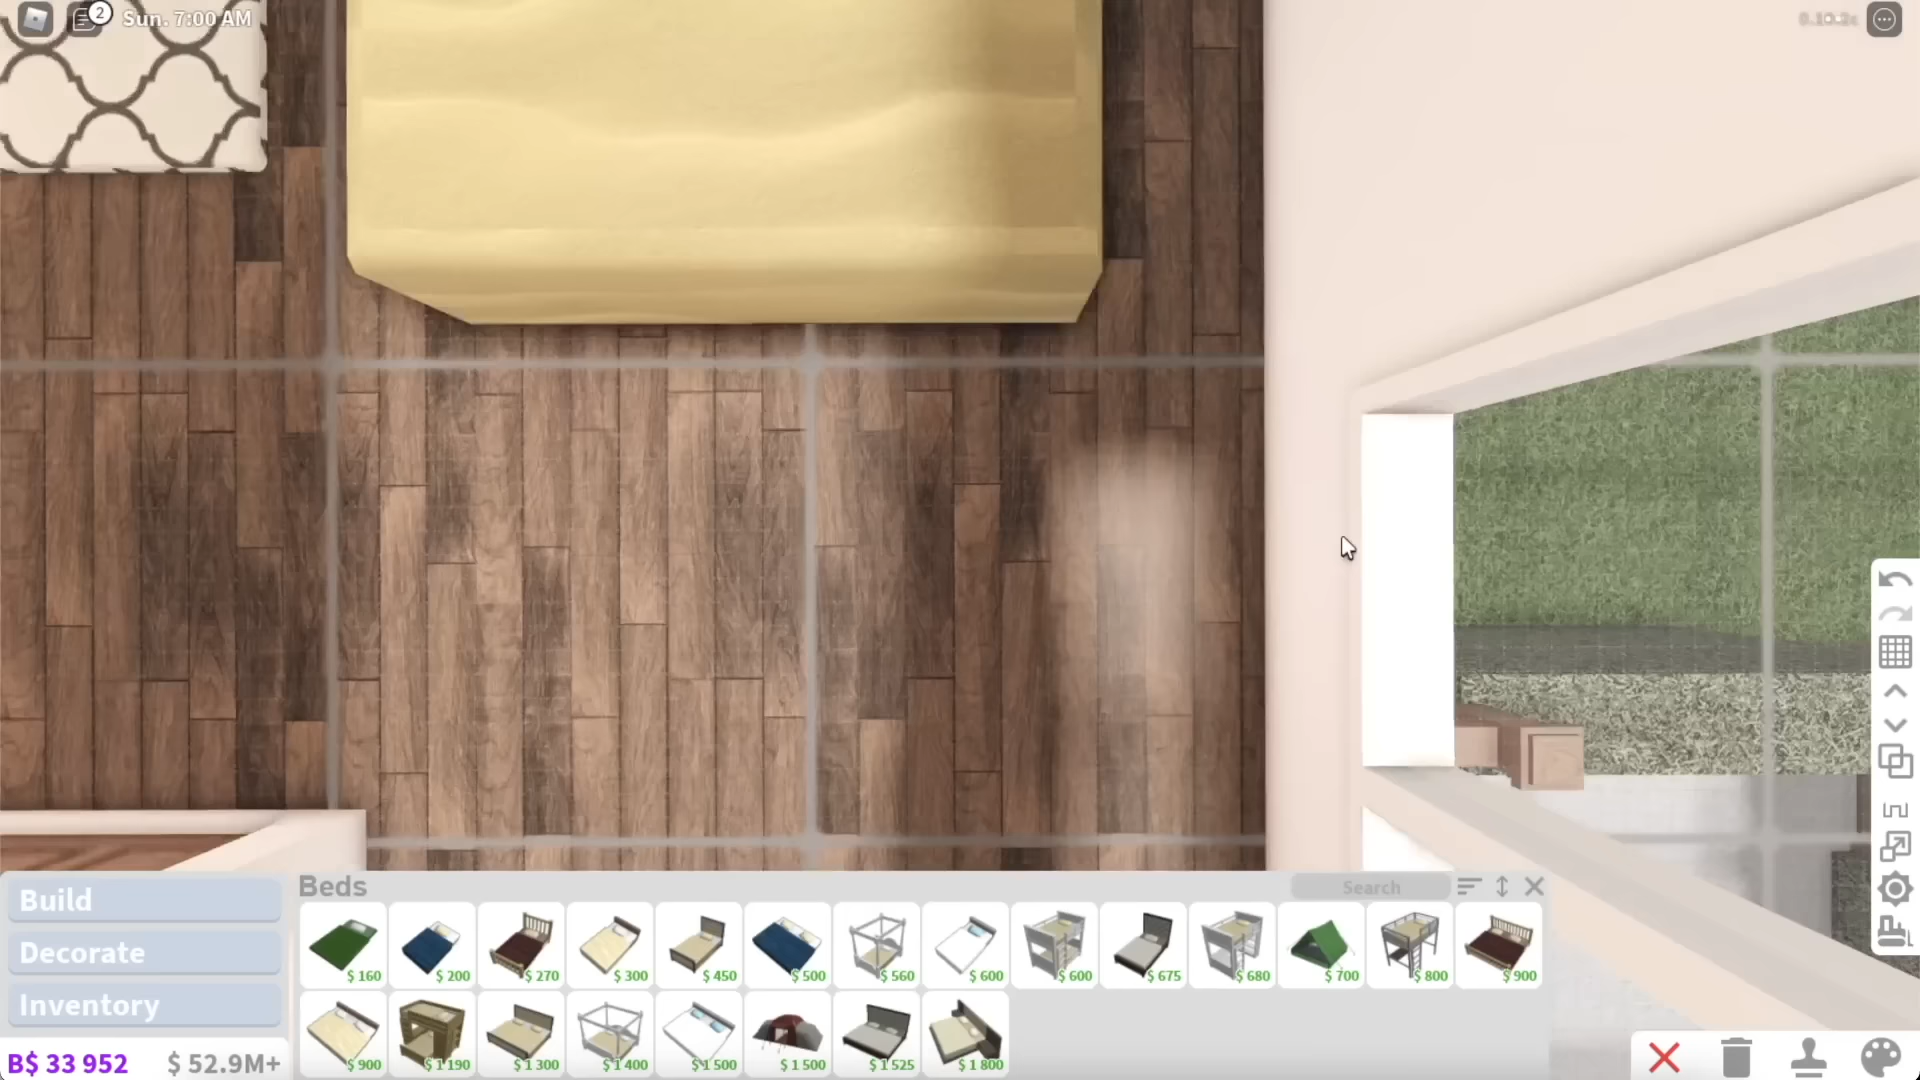 2
Sun. 7:00 AM
Build
Decorate
Inventory
B$ 33 952
$ 52.9M+
Beds
Search
$ 160
$ 200
$ 270
$ 300
$ 450
$ 500
$ 560
$ 600
$ 600
$ 675
$ 680
$ 700
$ 800
$ 900
$ 900
$ 1 190
$ 1 300
$ 1 400
$ 1 500
$ 1 500
$ 1 525
$ 1 800